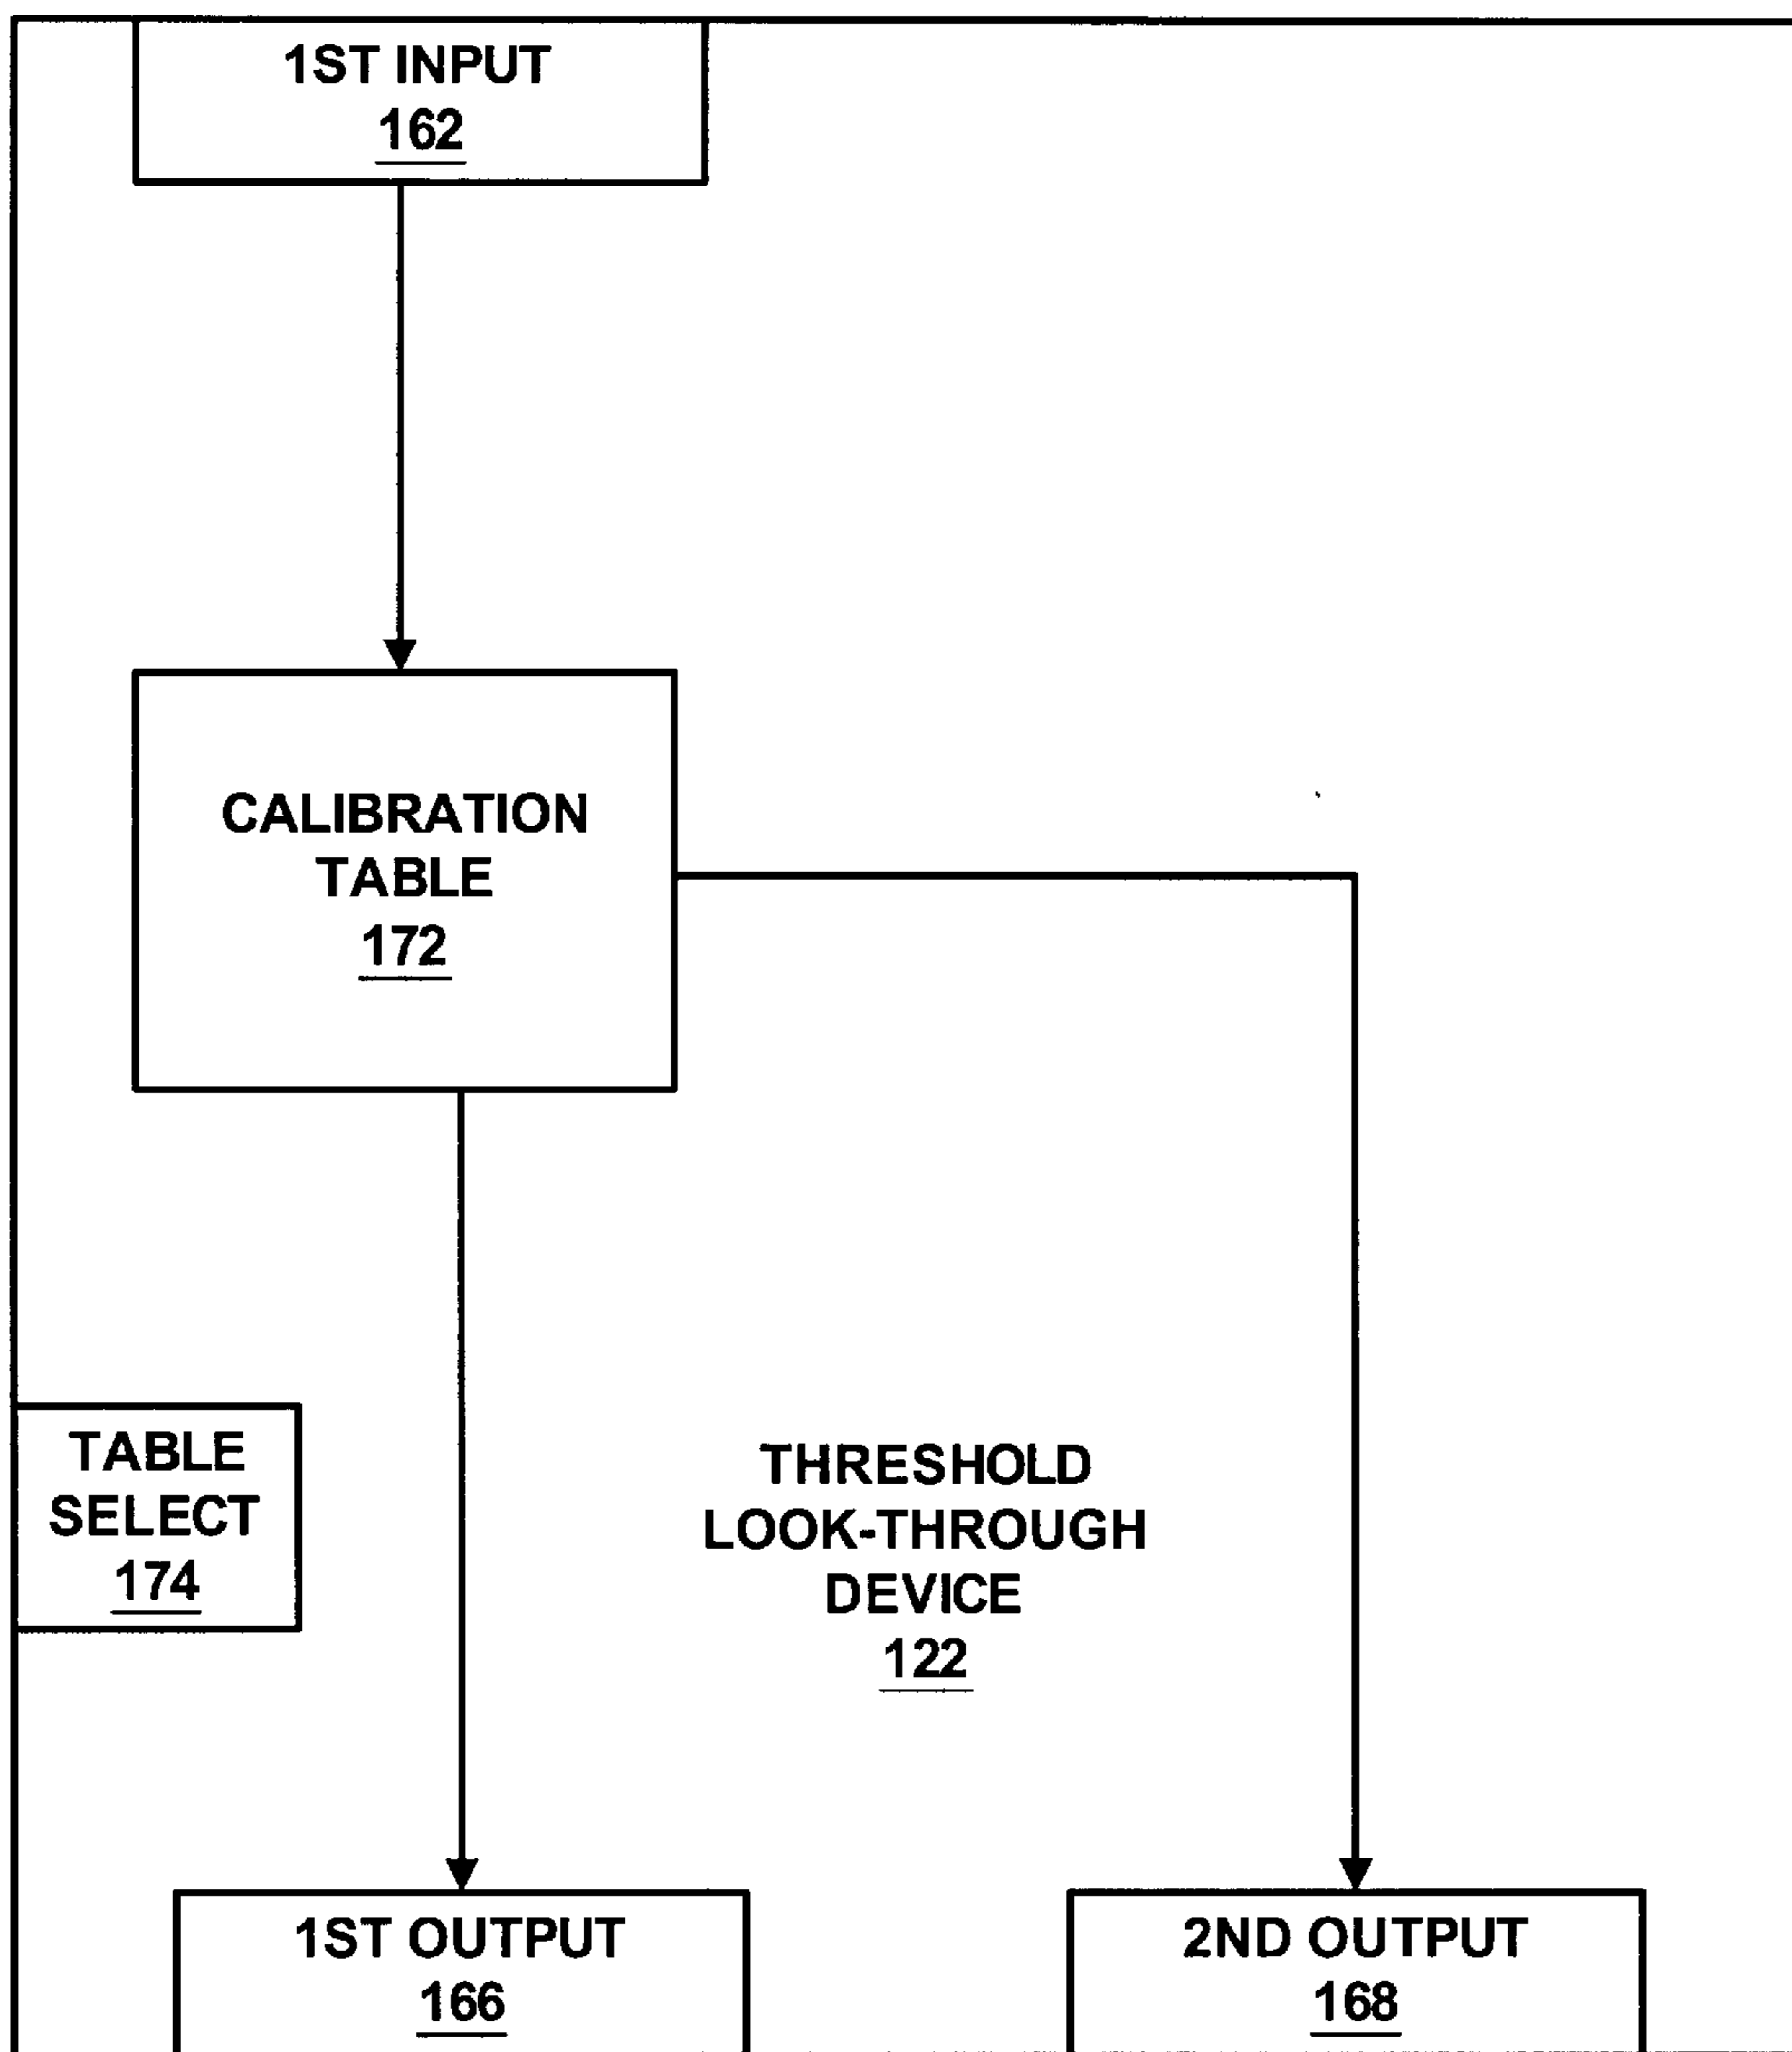 1ST INPUT
162
CALIBRATION
TABLE
172
TABLE
SELECT
174
THRESHOLD
LOOK-THROUGH
DEVICE
122
1ST OUTPUT
166
2ND OUTPUT
168